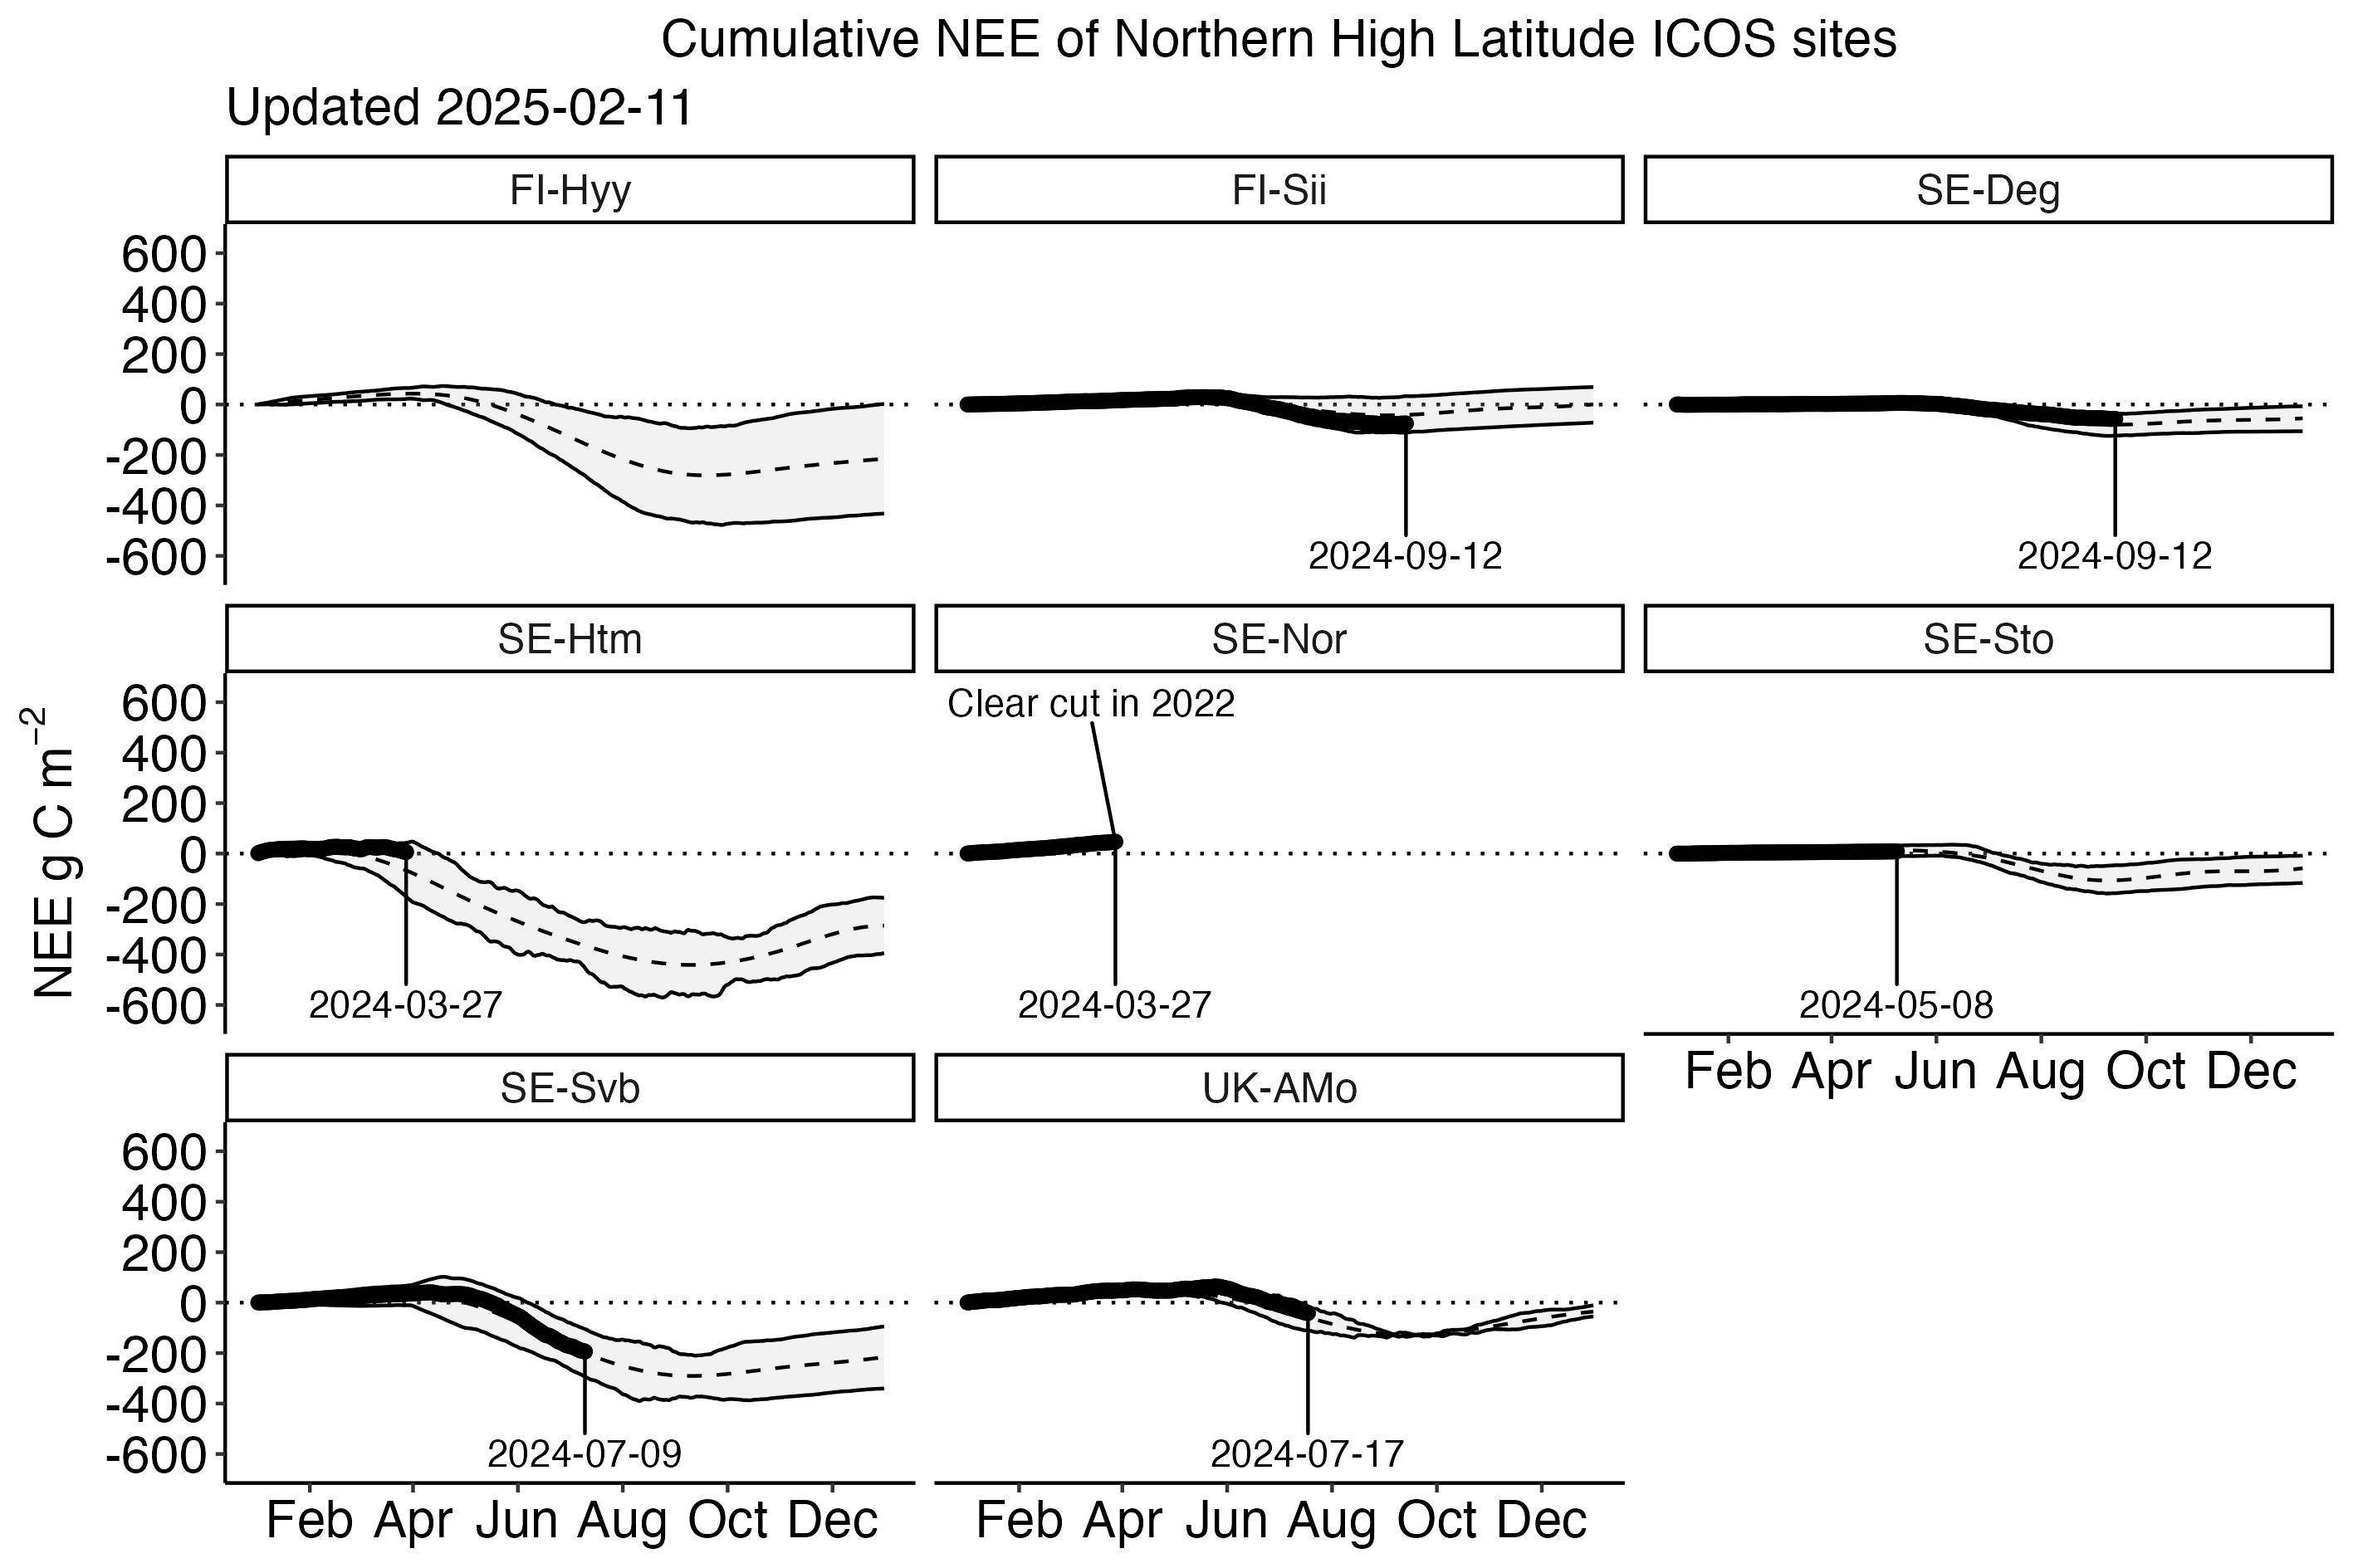 Cumulative NEE of Northern High Latitude ICOS sites
Updated 2025-02-11
FI-Hyy
FI-Sii
SE-Deg
600
400
200
0
-200
-400
-600
2024-09-12
2024-09-12
SE-Htm
SE-Nor
SE-Sto
NEE g C m⁻²
600
400
200
0
-200
-400
-600
2024-03-27
Clear cut in 2022
2024-03-27
2024-05-08
Feb Apr Jun Aug Oct Dec
SE-Svb
UK-AMo
600
400
200
0
-200
-400
-600
2024-07-09
2024-07-17
Feb Apr Jun Aug Oct Dec
Feb Apr Jun Aug Oct Dec